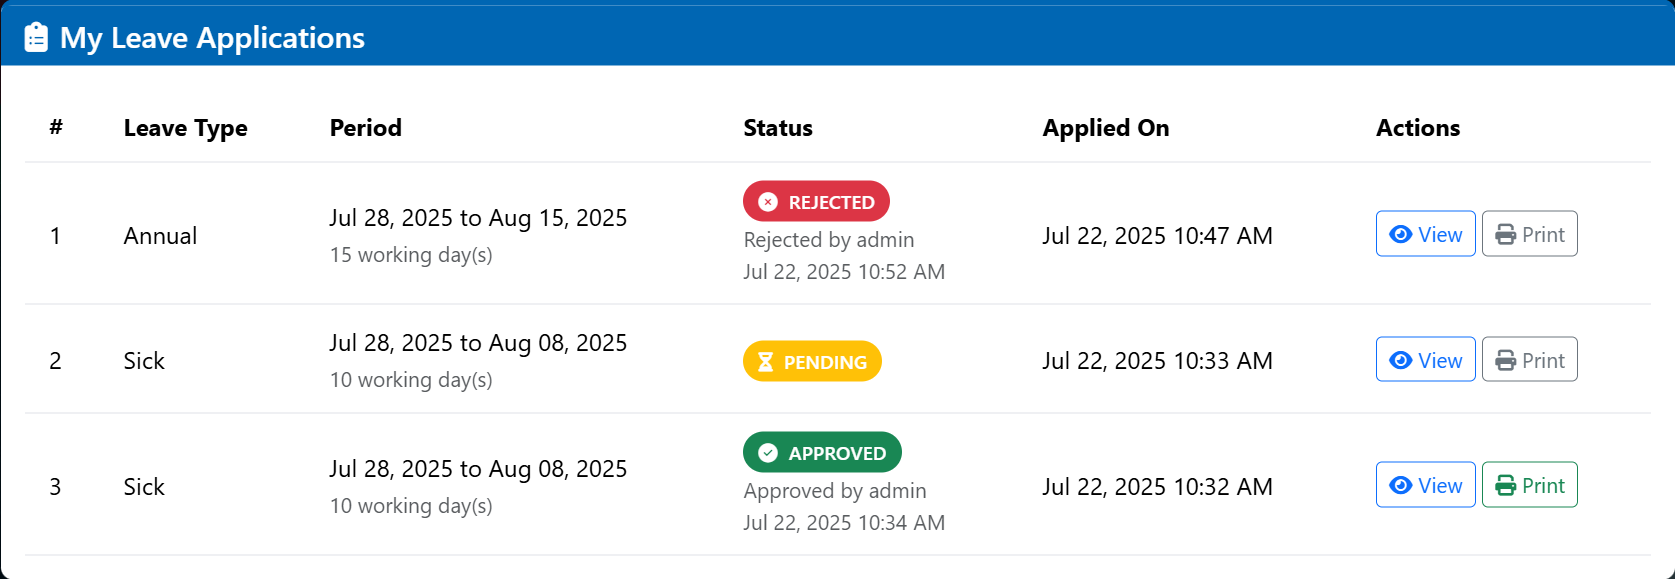 My Leave Applications
# Leave Type Period Status Applied On Actions
1 Annual Jul 28, 2025 to Aug 15, 2025 REJECTED Jul 22, 2025 10:47 AM View Print
15 working day(s) Rejected by admin
Jul 22, 2025 10:52 AM
2 Sick Jul 28, 2025 to Aug 08, 2025 PENDING Jul 22, 2025 10:33 AM View Print
10 working day(s)
3 Sick Jul 28, 2025 to Aug 08, 2025 APPROVED Jul 22, 2025 10:32 AM View Print
10 working day(s) Approved by admin
Jul 22, 2025 10:34 AM